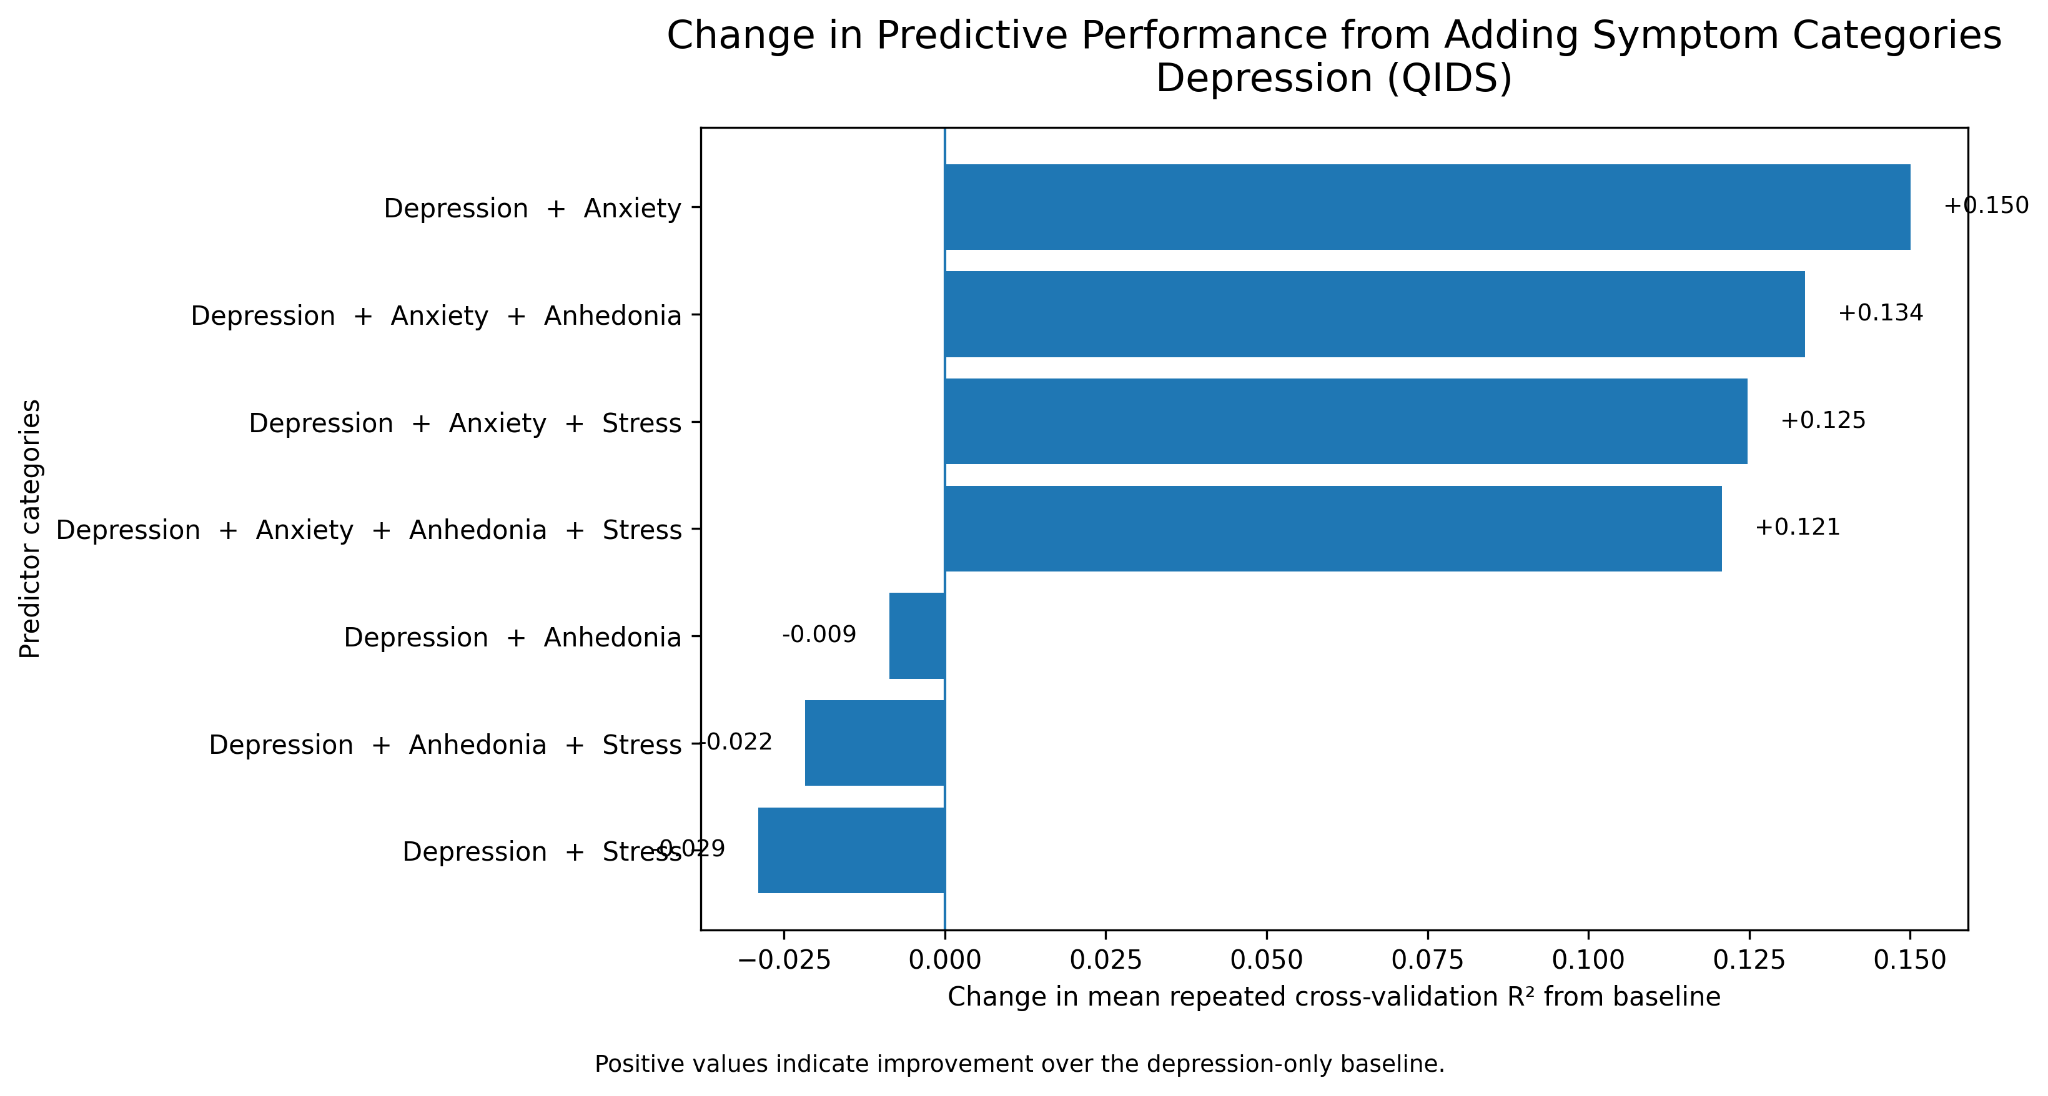 Change in Predictive Performance from Adding Symptom Categories
Depression (QIDS)
Predictor categories
Depression + Anxiety
+0.150
Depression + Anxiety + Anhedonia
+0.134
Depression + Anxiety + Stress
+0.125
Depression + Anxiety + Anhedonia + Stress
+0.121
Depression + Anhedonia
-0.009
Depression + Anhedonia + Stress
-0.022
Depression + Stress
-0.029
−0.025 0.000 0.025 0.050 0.075 0.100 0.125 0.150
Change in mean repeated cross-validation R² from baseline
Positive values indicate improvement over the depression-only baseline.